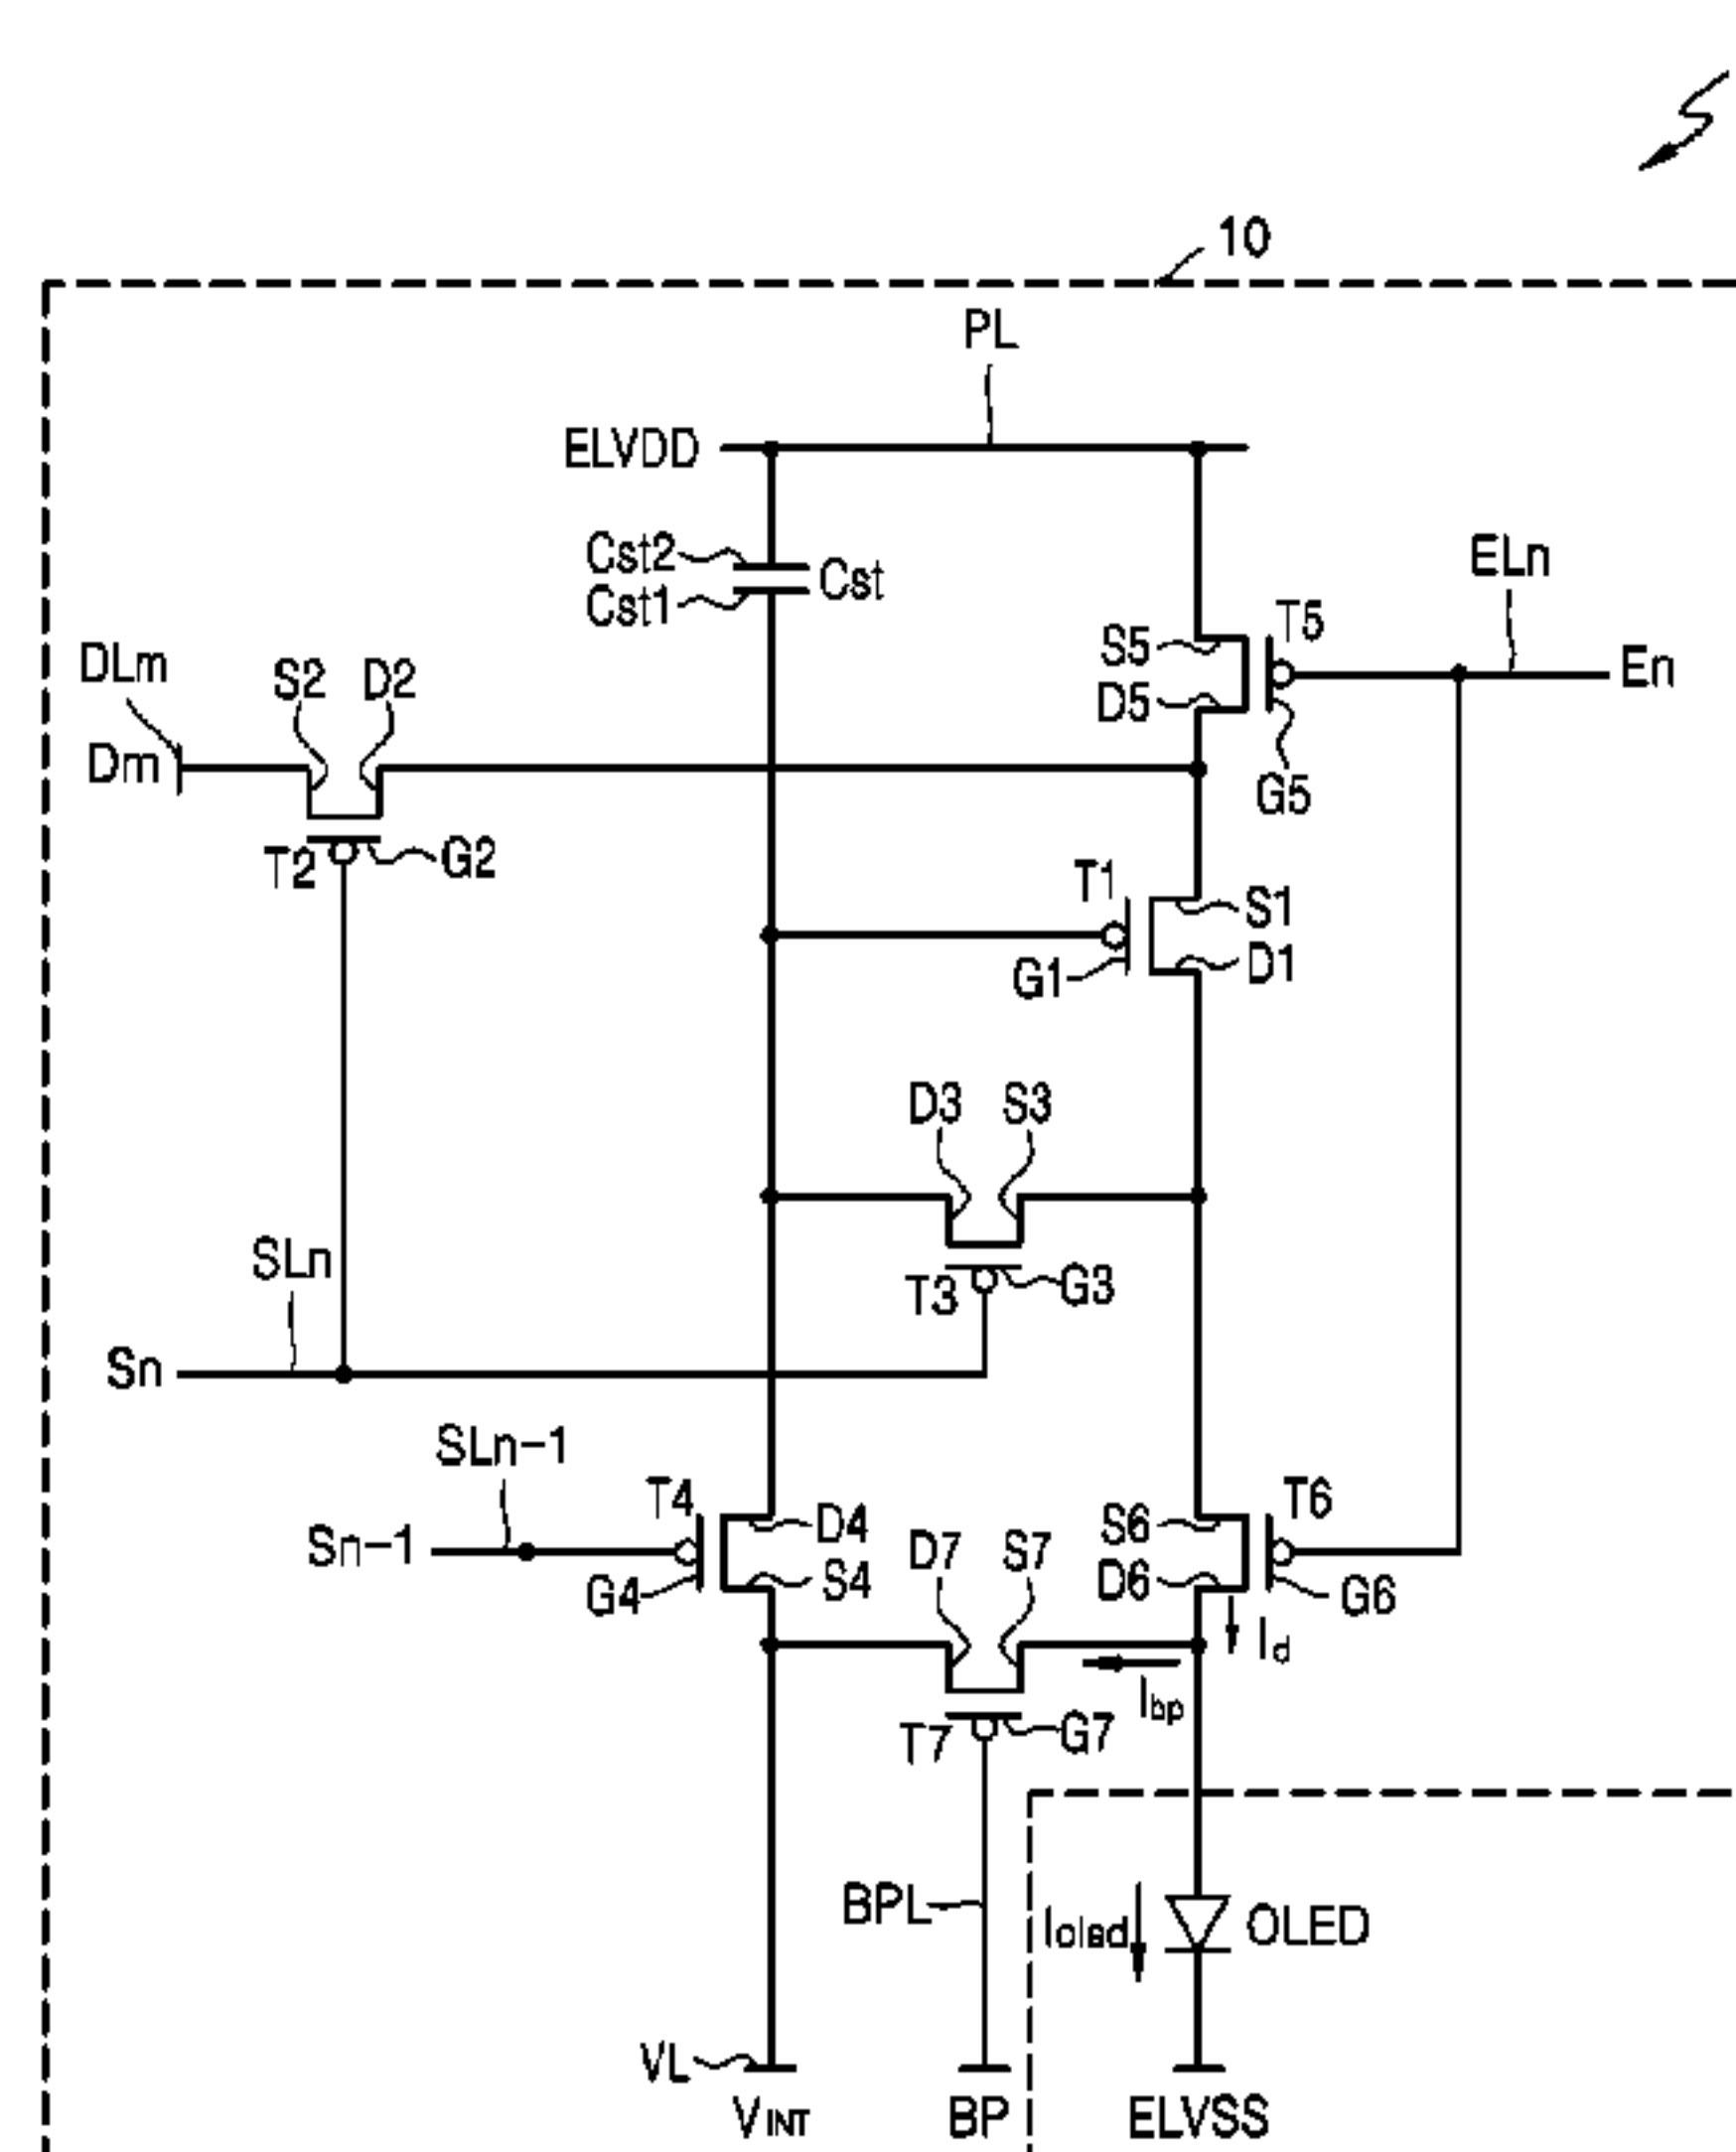 10
PL
ELVDD
Cst2
Cst
Cst1
ELn
T5
S5
En
D5
G5
DLm
S2
D2
Dm
T2
G2
T1
S1
G1
D1
D3
S3
SLn
T3
G3
Sn
SLn-1
T4
D4
S6
T6
Sn-1
D7
S7
G4
S4
D6
G6
Id
Ibp
T7
G7
BPL
Ioled
OLED
VL
VINT
BP
ELVSS